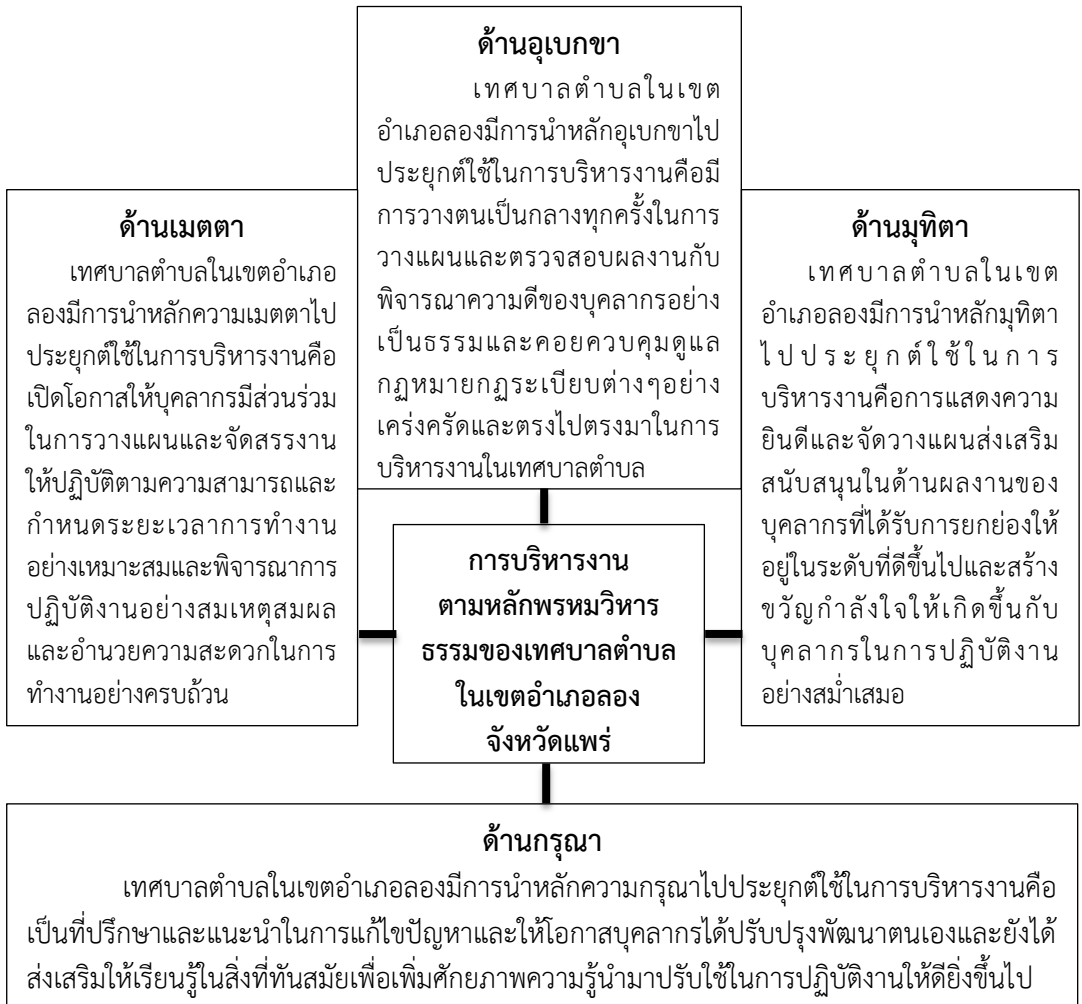 ด้านอุเบกขา
เทศบาลตำบลในเขต
อำเภอลองมีการนำหลักอุเบกขาไป
ประยุกต์ใช้ในการบริหารงานคือมี
การวางตนเป็นกลางทุกครั้งในการ
วางแผนและตรวจสอบผลงานกับ
พิจารณาความดีของบุคลากรอย่าง
เป็นธรรมและคอยควบคุมดูแล
กฎหมายกฎระเบียบต่างๆอย่าง
เคร่งครัดและตรงไปตรงมาในการ
บริหารงานในเทศบาลตำบล
ด้านเมตตา
เทศบาลตำบลในเขตอำเภอ
ลองมีการนำหลักความเมตตาไป
ประยุกต์ใช้ในการบริหารงานคือ
เปิดโอกาสให้บุคลากรมีส่วนร่วม
ในการวางแผนและจัดสรรงาน
ให้ปฏิบัติตามความสามารถและ
กำหนดระยะเวลาการทำงาน
อย่างเหมาะสมและพิจารณาการ
ปฏิบัติงานอย่างสมเหตุสมผล
และอำนวยความสะดวกในการ
ทำงานอย่างครบถ้วน
การบริหารงาน
ตามหลักพรหมวิหาร
ธรรมของเทศบาลตำบล
ในเขตอำเภอลอง
จังหวัดแพร่
ด้านมุทิตา
เทศบาลตำบลในเขต
อำเภอลองมีการนำหลักมุทิตา
ไปประยุกต์ใช้ในการ
บริหารงานคือการแสดงความ
ยินดีและจัดวางแผนส่งเสริม
สนับสนุนในด้านผลงานของ
บุคลากรที่ได้รับการยกย่องให้
อยู่ในระดับที่ดีขึ้นไปและสร้าง
ขวัญกำลังใจให้เกิดขึ้นกับ
บุคลากรในการปฏิบัติงาน
อย่างสม่ำเสมอ
ด้านกรุณา
เทศบาลตำบลในเขตอำเภอลองมีการนำหลักความกรุณาไปประยุกต์ใช้ในการบริหารงานคือ
เป็นที่ปรึกษาและแนะนำในการแก้ไขปัญหาและให้โอกาสบุคลากรได้ปรับปรุงพัฒนาตนเองและยังได้
ส่งเสริมให้เรียนรู้ในสิ่งที่ทันสมัยเพื่อเพิ่มศักยภาพความรู้นำมาปรับใช้ในการปฏิบัติงานให้ดียิ่งขึ้นไป